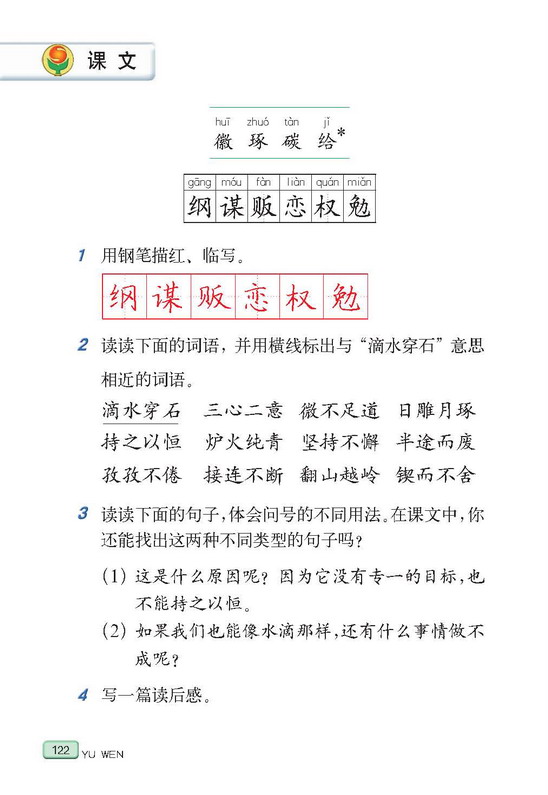 课文
huī zhuó tàn jǐ
徽 琢 碳 给*
gāng móu fàn liàn quán miǎn
纲 谋 贩 恋 权 勉
1 用钢笔描红、临写。
纲 谋 贩 恋 权 勉
2 读读下面的词语，并用横线标出与“滴水穿石”意思
相近的词语。
滴水穿石 三心二意 微不足道 日雕月琢
持之以恒 炉火纯青 坚持不懈 半途而废
孜孜不倦 接连不断 翻山越岭 锲而不舍
3 读读下面的句子，体会问号的不同用法。在课文中，你
还能找出这两种不同类型的句子吗？
（1）这是什么原因呢？因为它没有专一的目标，也
不能持之以恒。
（2）如果我们也能像水滴那样，还有什么事情做不
成呢？
4 写一篇读后感。
122 YU WEN